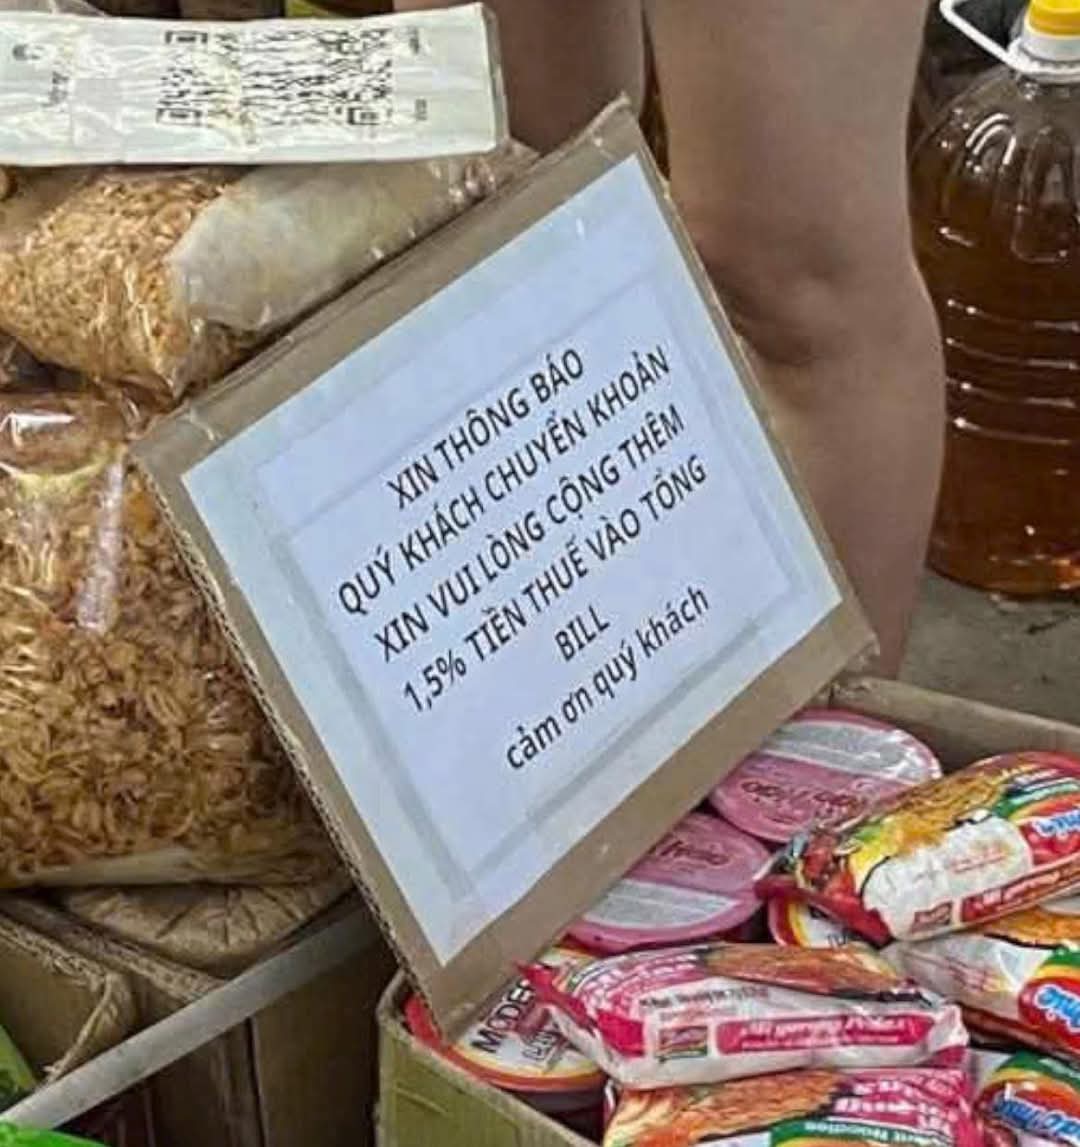 XIN THÔNG BÁO
QUÝ KHÁCH CHUYỂN KHOẢN
XIN VUI LÒNG CỘNG THÊM
1,5% TIỀN THUẾ VÀO TỔNG
BILL
cảm ơn quý khách
MODE